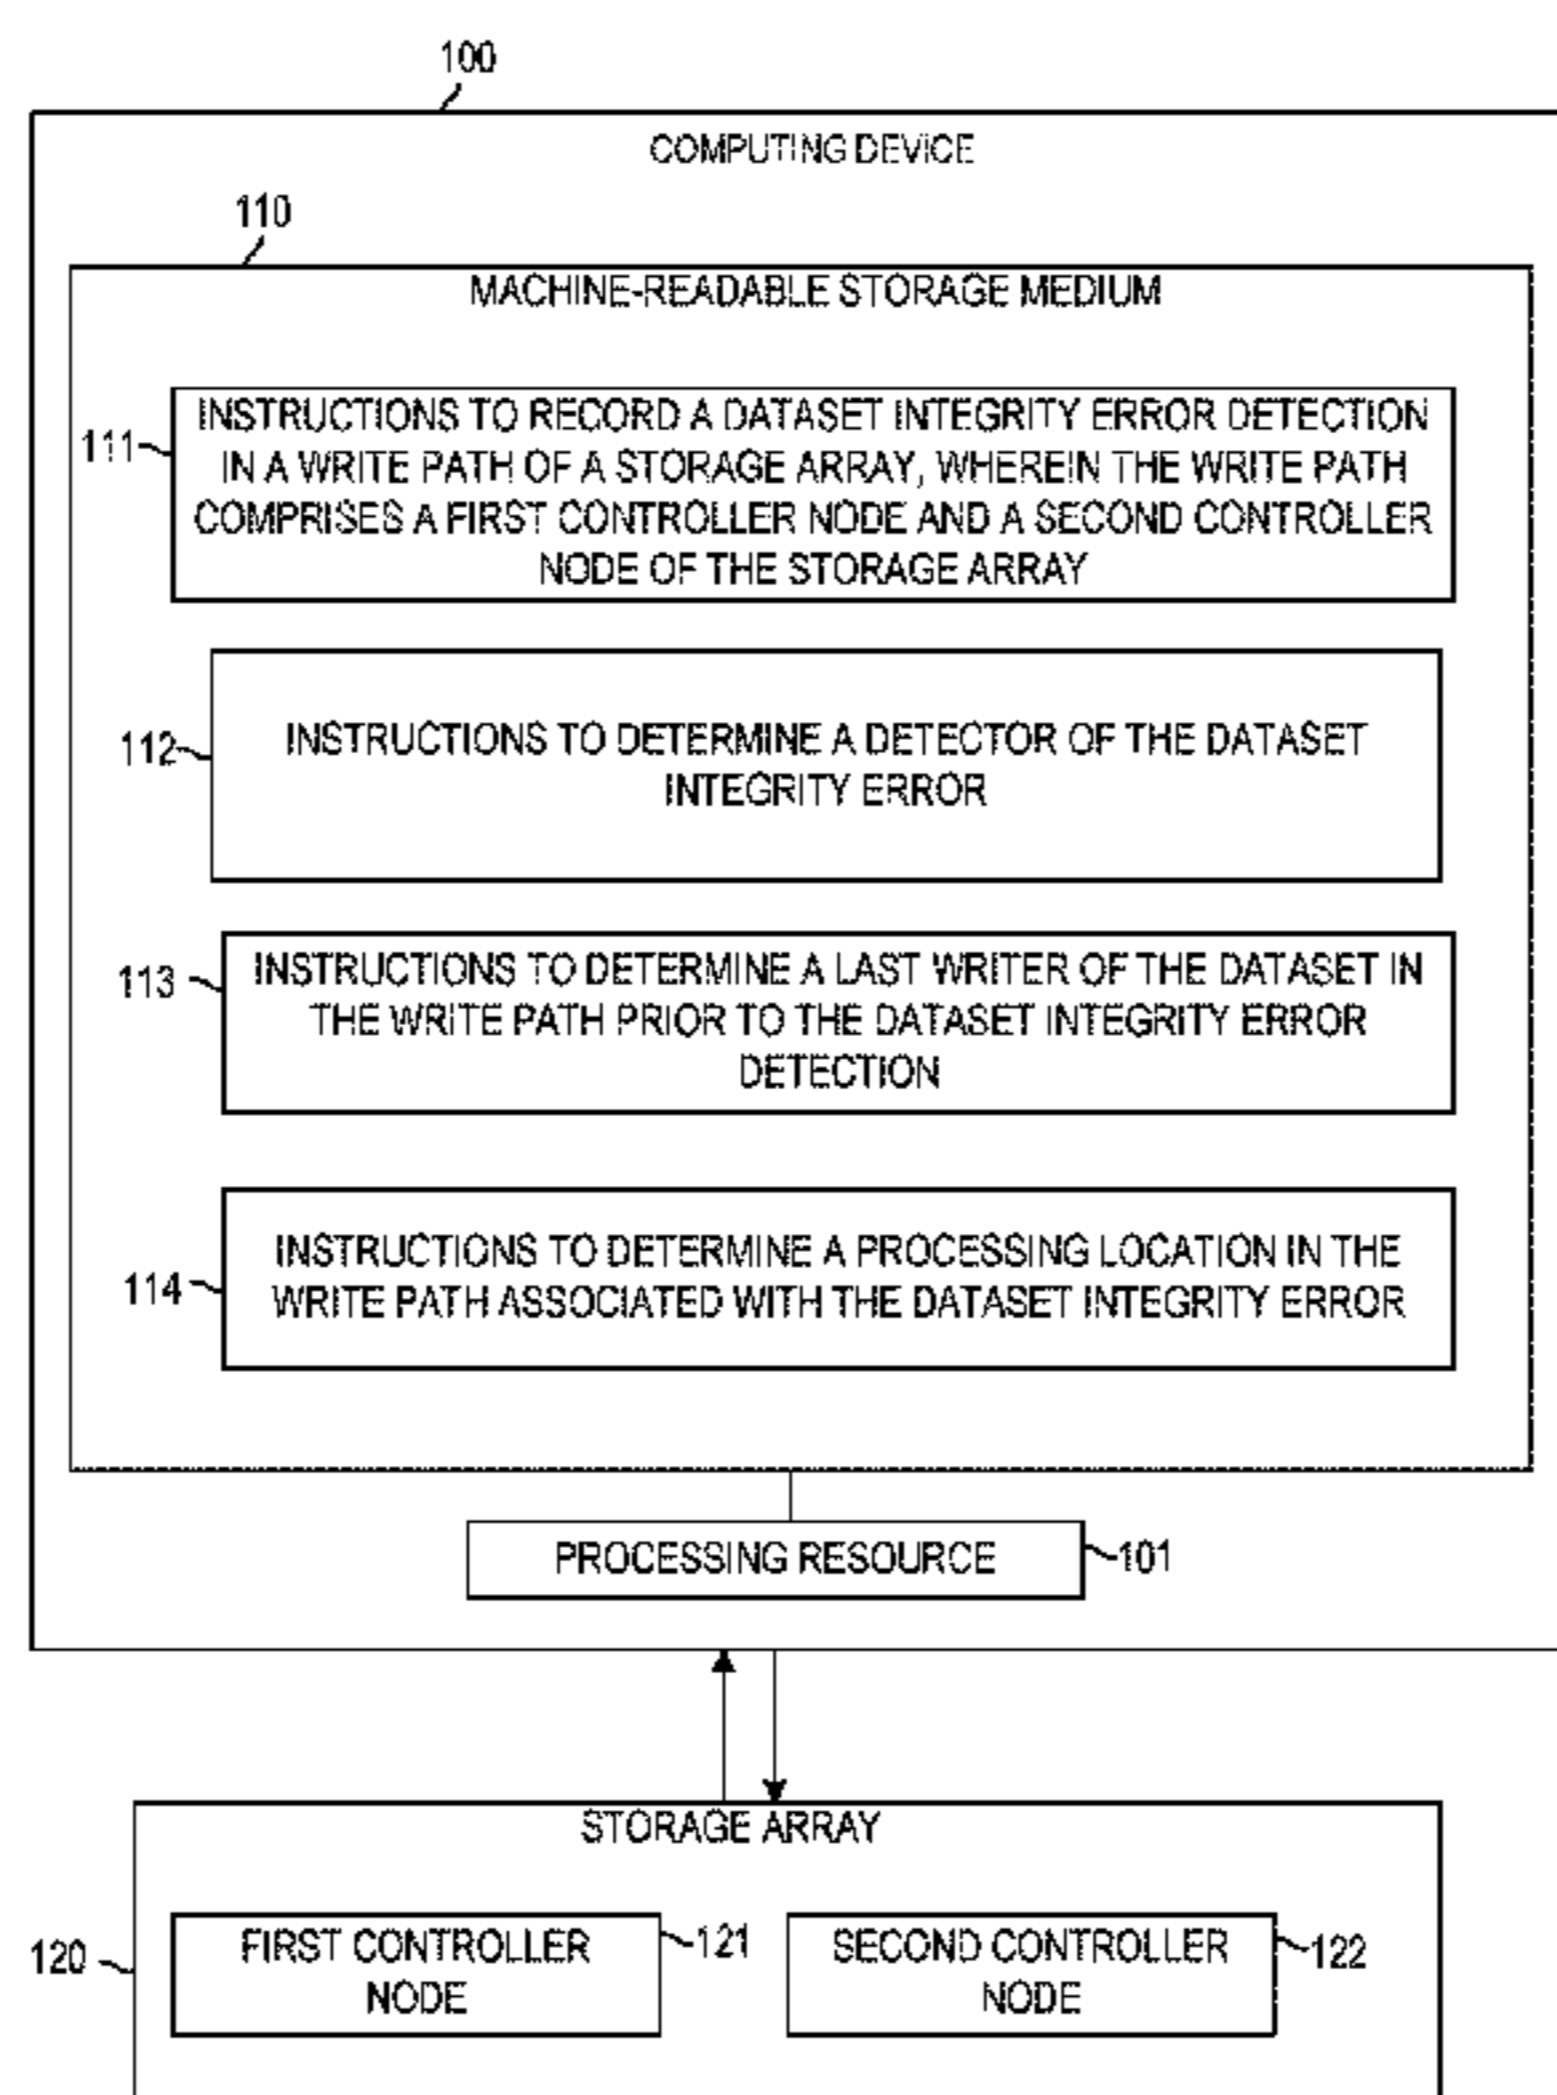 100
COMPUTING DEVICE
110
MACHINE-READABLE STORAGE MEDIUM
111
INSTRUCTIONS TO RECORD A DATASET INTEGRITY ERROR DETECTION
IN A WRITE PATH OF A STORAGE ARRAY, WHEREIN THE WRITE PATH
COMPRISES A FIRST CONTROLLER NODE AND A SECOND CONTROLLER
NODE OF THE STORAGE ARRAY
112
INSTRUCTIONS TO DETERMINE A DETECTOR OF THE DATASET
INTEGRITY ERROR
113
INSTRUCTIONS TO DETERMINE A LAST WRITER OF THE DATASET IN
THE WRITE PATH PRIOR TO THE DATASET INTEGRITY ERROR
DETECTION
114
INSTRUCTIONS TO DETERMINE A PROCESSING LOCATION IN THE
WRITE PATH ASSOCIATED WITH THE DATASET INTEGRITY ERROR
PROCESSING RESOURCE
101
STORAGE ARRAY
120
FIRST CONTROLLER
NODE
121
SECOND CONTROLLER
NODE
122